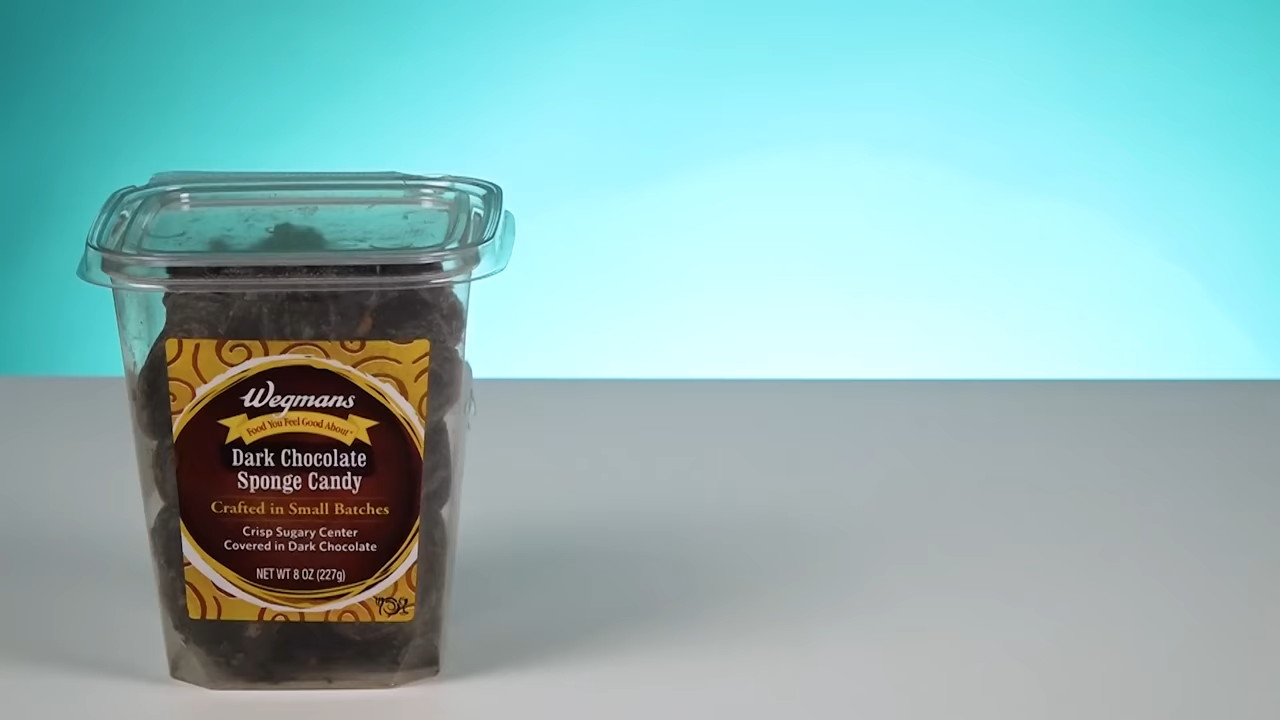 Wegmans
Food You Feel Good About
Dark Chocolate
Sponge Candy
Crafted in Small Batches
Crisp Sugary Center
Covered in Dark Chocolate
NET WT 8 OZ (227g)